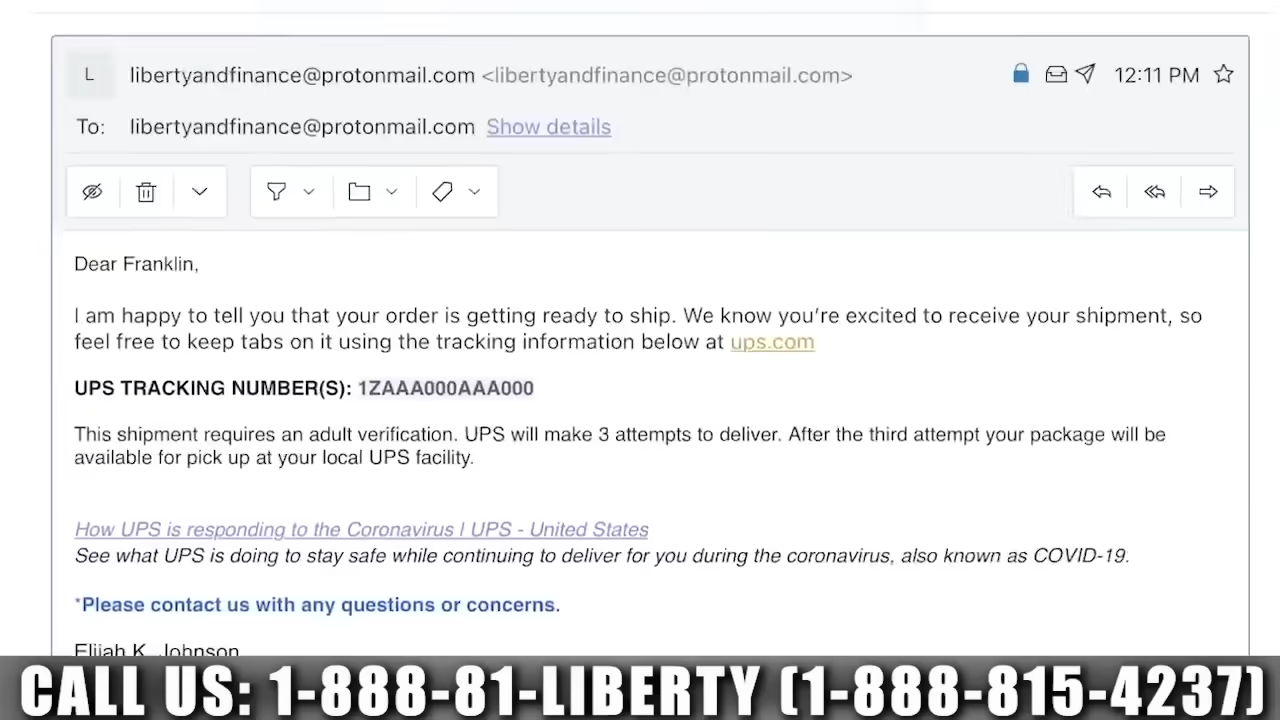 L libertyandfinance@protonmail.com <libertyandfinance@protonmail.com> 12:11 PM
To: libertyandfinance@protonmail.com Show details
Dear Franklin,
I am happy to tell you that your order is getting ready to ship. We know you're excited to receive your shipment, so
feel free to keep tabs on it using the tracking information below at ups.com
UPS TRACKING NUMBER(S): 1ZAAA000AAA000
This shipment requires an adult verification. UPS will make 3 attempts to deliver. After the third attempt your package will be
available for pick up at your local UPS facility.
How UPS is responding to the Coronavirus | UPS - United States
See what UPS is doing to stay safe while continuing to deliver for you during the coronavirus, also known as COVID-19.
*Please contact us with any questions or concerns.
Elijah K. Johnson
CALL US: 1-888-81-LIBERTY (1-888-815-4237)